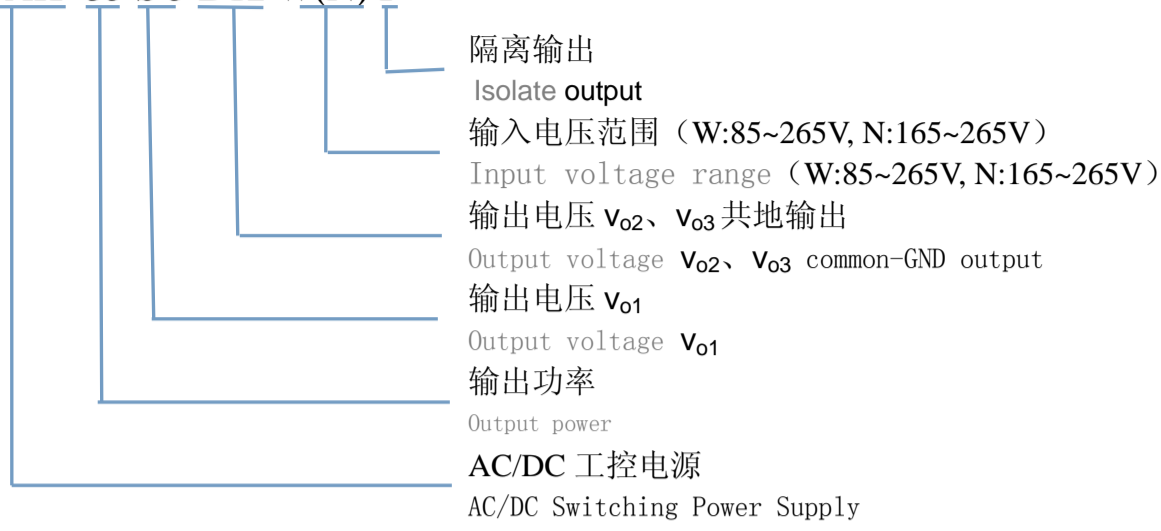 隔离输出
Isolate output
输入电压范围（W:85~265V, N:165~265V）
Input voltage range（W:85~265V, N:165~265V）
输出电压 vo2、vo3 共地输出
Output voltage vo2、vo3 common-GND output
输出电压 vo1
Output voltage vo1
输出功率
Output power
AC/DC 工控电源
AC/DC Switching Power Supply